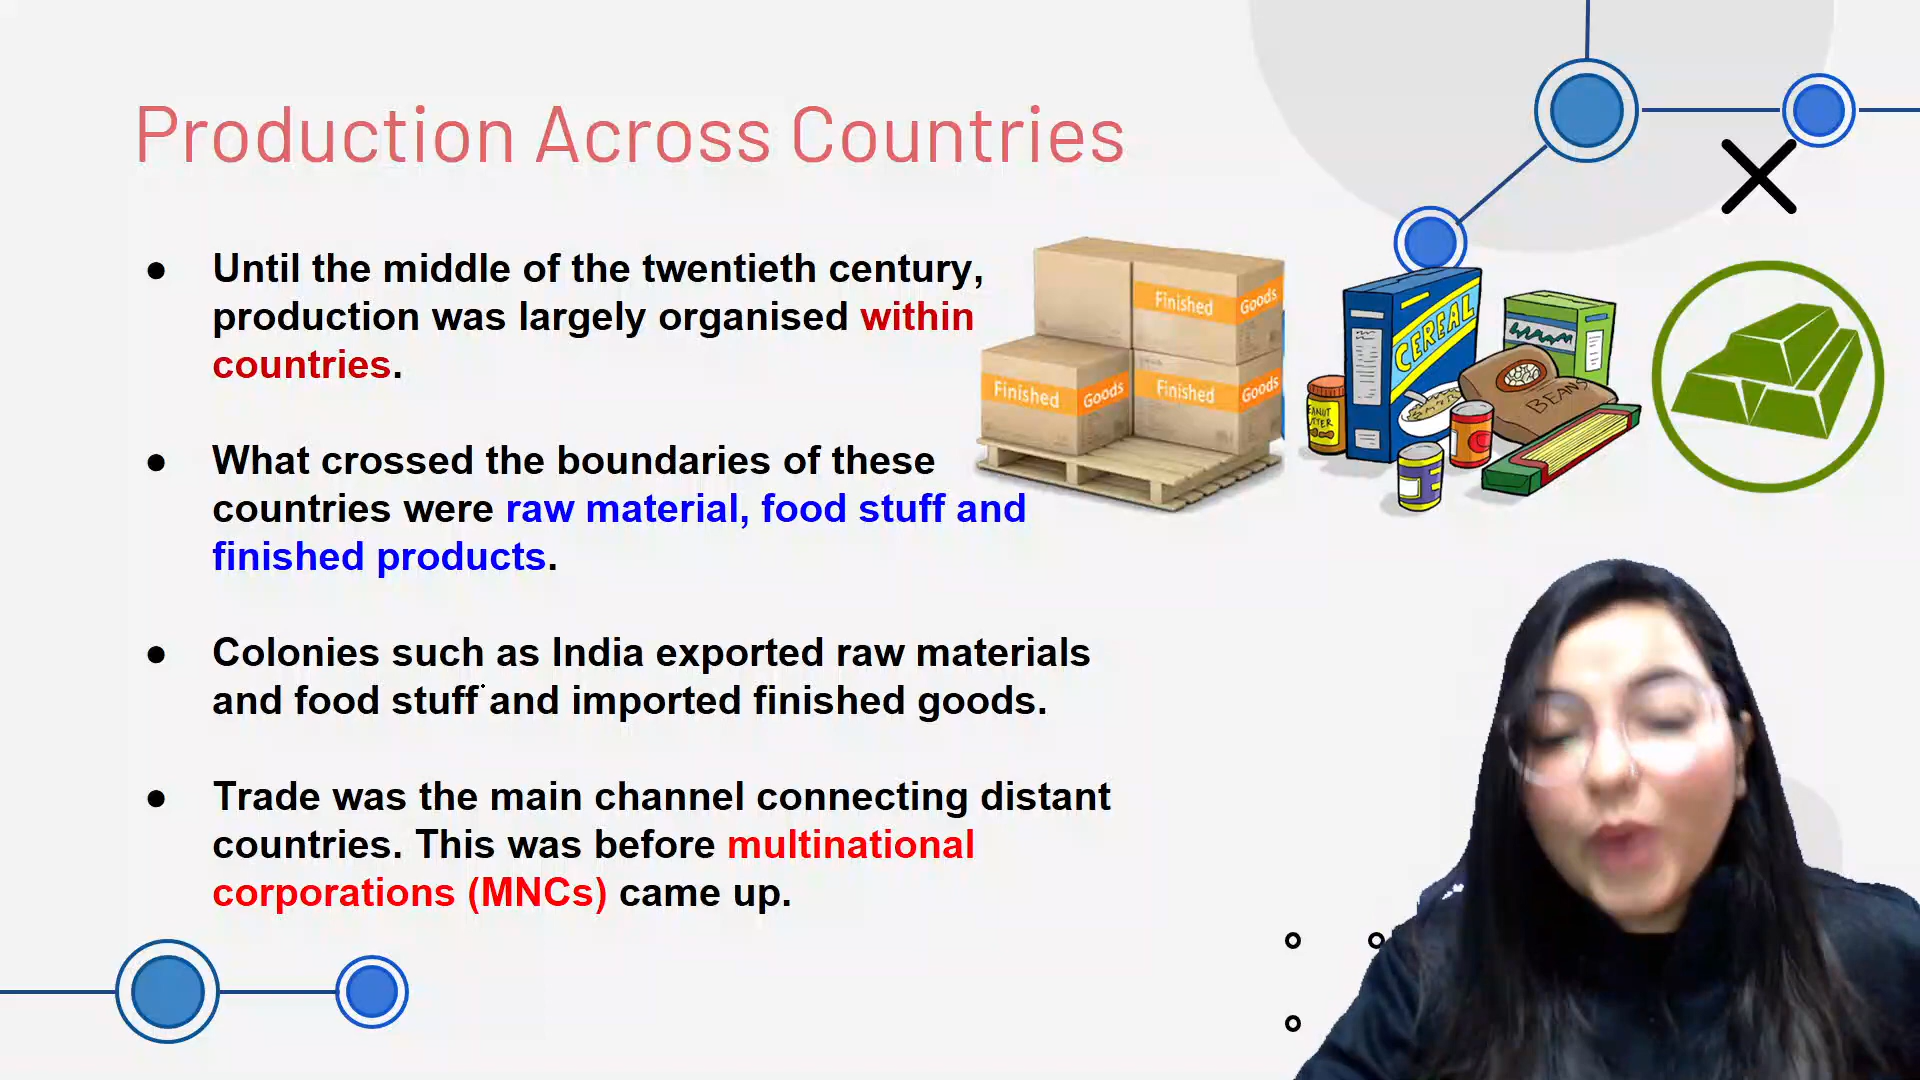 Production Across Countries
● Until the middle of the twentieth century,
production was largely organised within
countries.
● What crossed the boundaries of these
countries were raw material, food stuff and
finished products.
● Colonies such as India exported raw materials
and food stuff and imported finished goods.
● Trade was the main channel connecting distant
countries. This was before multinational
corporations (MNCs) came up.
Finished Goods
Finished Goods
Finished Goods
CEREAL
BEANS